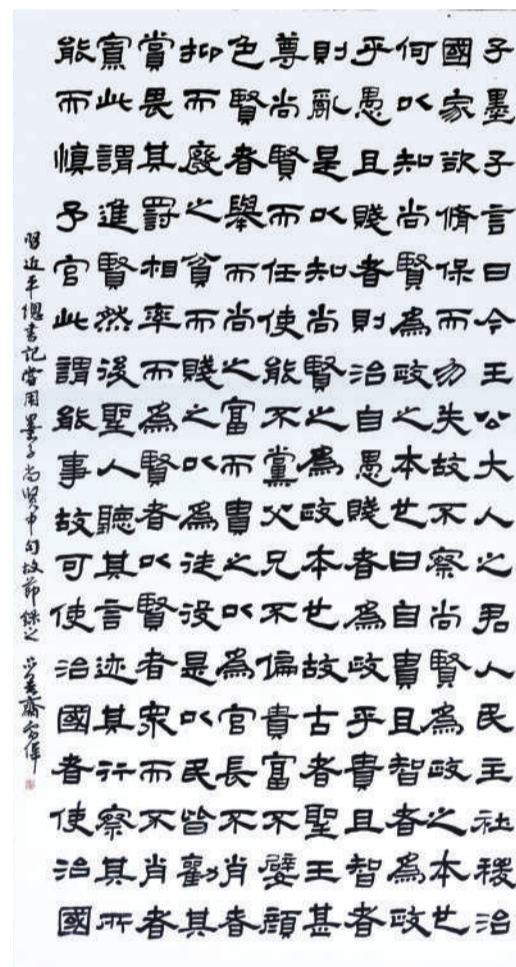 子墨子言曰今王公大人之君人民主社稷治
國家欲脩保而勿失故不察尚賢為政之本也
何以知尚賢為政之本也曰自貴且智者為政
乎愚且賤者則治自愚賤者為政乎貴且智者
則亂是以知尚賢之為政本也故古者聖王甚
尊尚賢而任使能不黨父兄不偏貴富不嬖顏
色賢者舉而尚之富而貴之以為官長不肖者
抑而廢之貧而賤之以為徒役是以民皆勸其
賞畏其罰相率而為賢者以賢者眾而不肖者
寡此謂進賢然後聖人聽其言迹其行察其所
能而慎予官此謂能事故可使治國者使治國
習近平總書記嘗用墨子尚贤中句故節錄之 齋